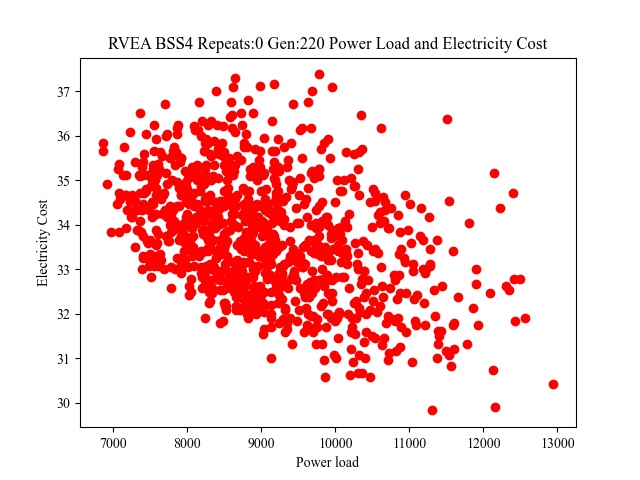 RVEA BSS4 Repeats:0 Gen:220 Power Load and Electricity Cost
37
36
35
34
33
32
31
30
Electricity Cost
7000 8000 9000 10000 11000 12000 13000
Power load